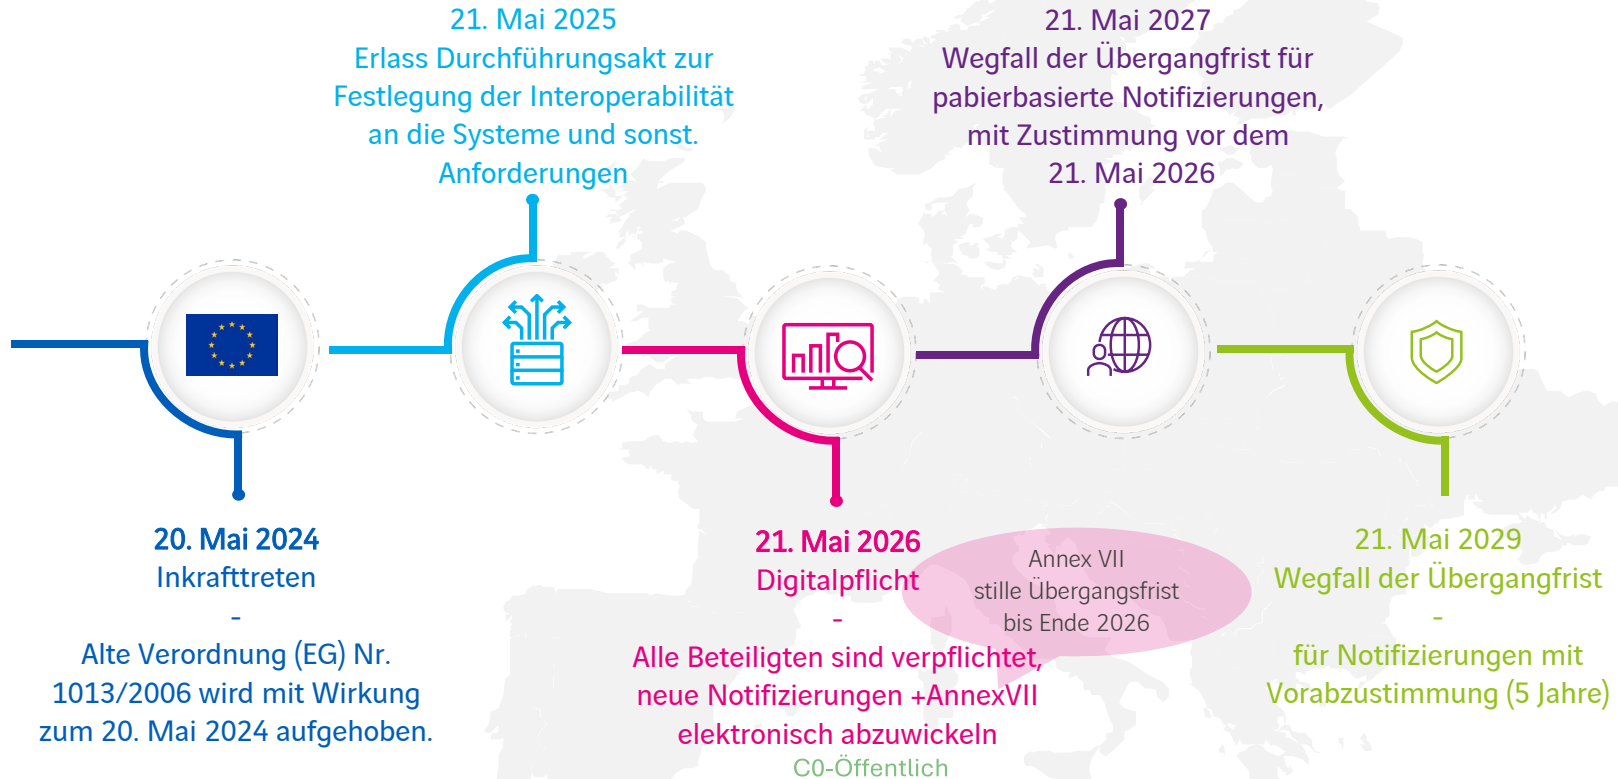 21. Mai 2025
Erlass Durchführungsakt zur
Festlegung der Interoperabilität
an die Systeme und sonst.
Anforderungen
21. Mai 2027
Wegfall der Übergangfrist für
pabierbasierte Notifizierungen,
mit Zustimmung vor dem
21. Mai 2026
20. Mai 2024
Inkrafttreten
-
Alte Verordnung (EG) Nr.
1013/2006 wird mit Wirkung
zum 20. Mai 2024 aufgehoben.
21. Mai 2026
Digitalpflicht
-
Alle Beteiligten sind verpflichtet,
neue Notifizierungen +AnnexVII
elektronisch abzuwickeln
Annex VII
stille Übergangsfrist
bis Ende 2026
21. Mai 2029
Wegfall der Übergangfrist
-
für Notifizierungen mit
Vorabzustimmung (5 Jahre)
C0-Öffentlich